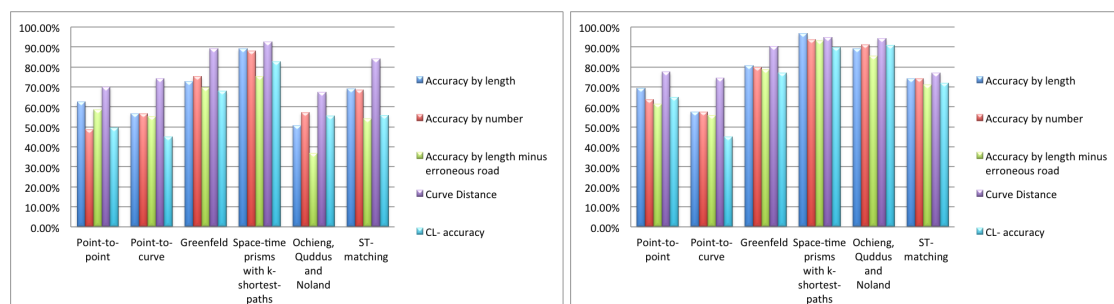 100.00%
90.00%
80.00%
70.00%
60.00%
50.00%
40.00%
30.00%
20.00%
10.00%
0.00%
Point-to-
point
Point-to-
curve
Greenfeld
Space-time
prisms
with k-
shortest-
paths
Ochieng,
Quddus
and
Noland
ST-
matching
Accuracy by length
Accuracy by number
Accuracy by length minus
erroneous road
Curve Distance
CL- accuracy
100.00%
90.00%
80.00%
70.00%
60.00%
50.00%
40.00%
30.00%
20.00%
10.00%
0.00%
Point-to-
point
Point-to-
curve
Greenfeld
Space-time
prisms
with k-
shortest-
paths
Ochieng,
Quddus
and
Noland
ST-
matching
Accuracy by length
Accuracy by number
Accuracy by length minus
erroneous road
Curve Distance
CL- accuracy